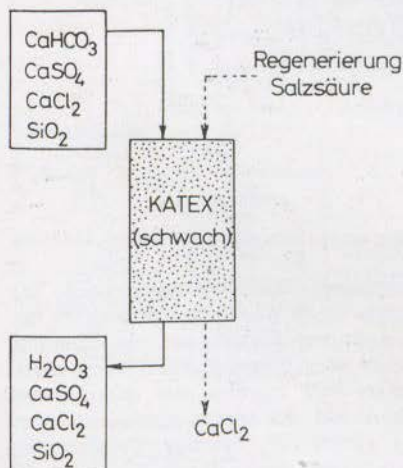 CaHCO₃
CaSO₄
CaCl₂
SiO₂
Regenerierung
Salzsäure
KATEX
(schwach)
H₂CO₃
CaSO₄
CaCl₂
SiO₂
CaCl₂